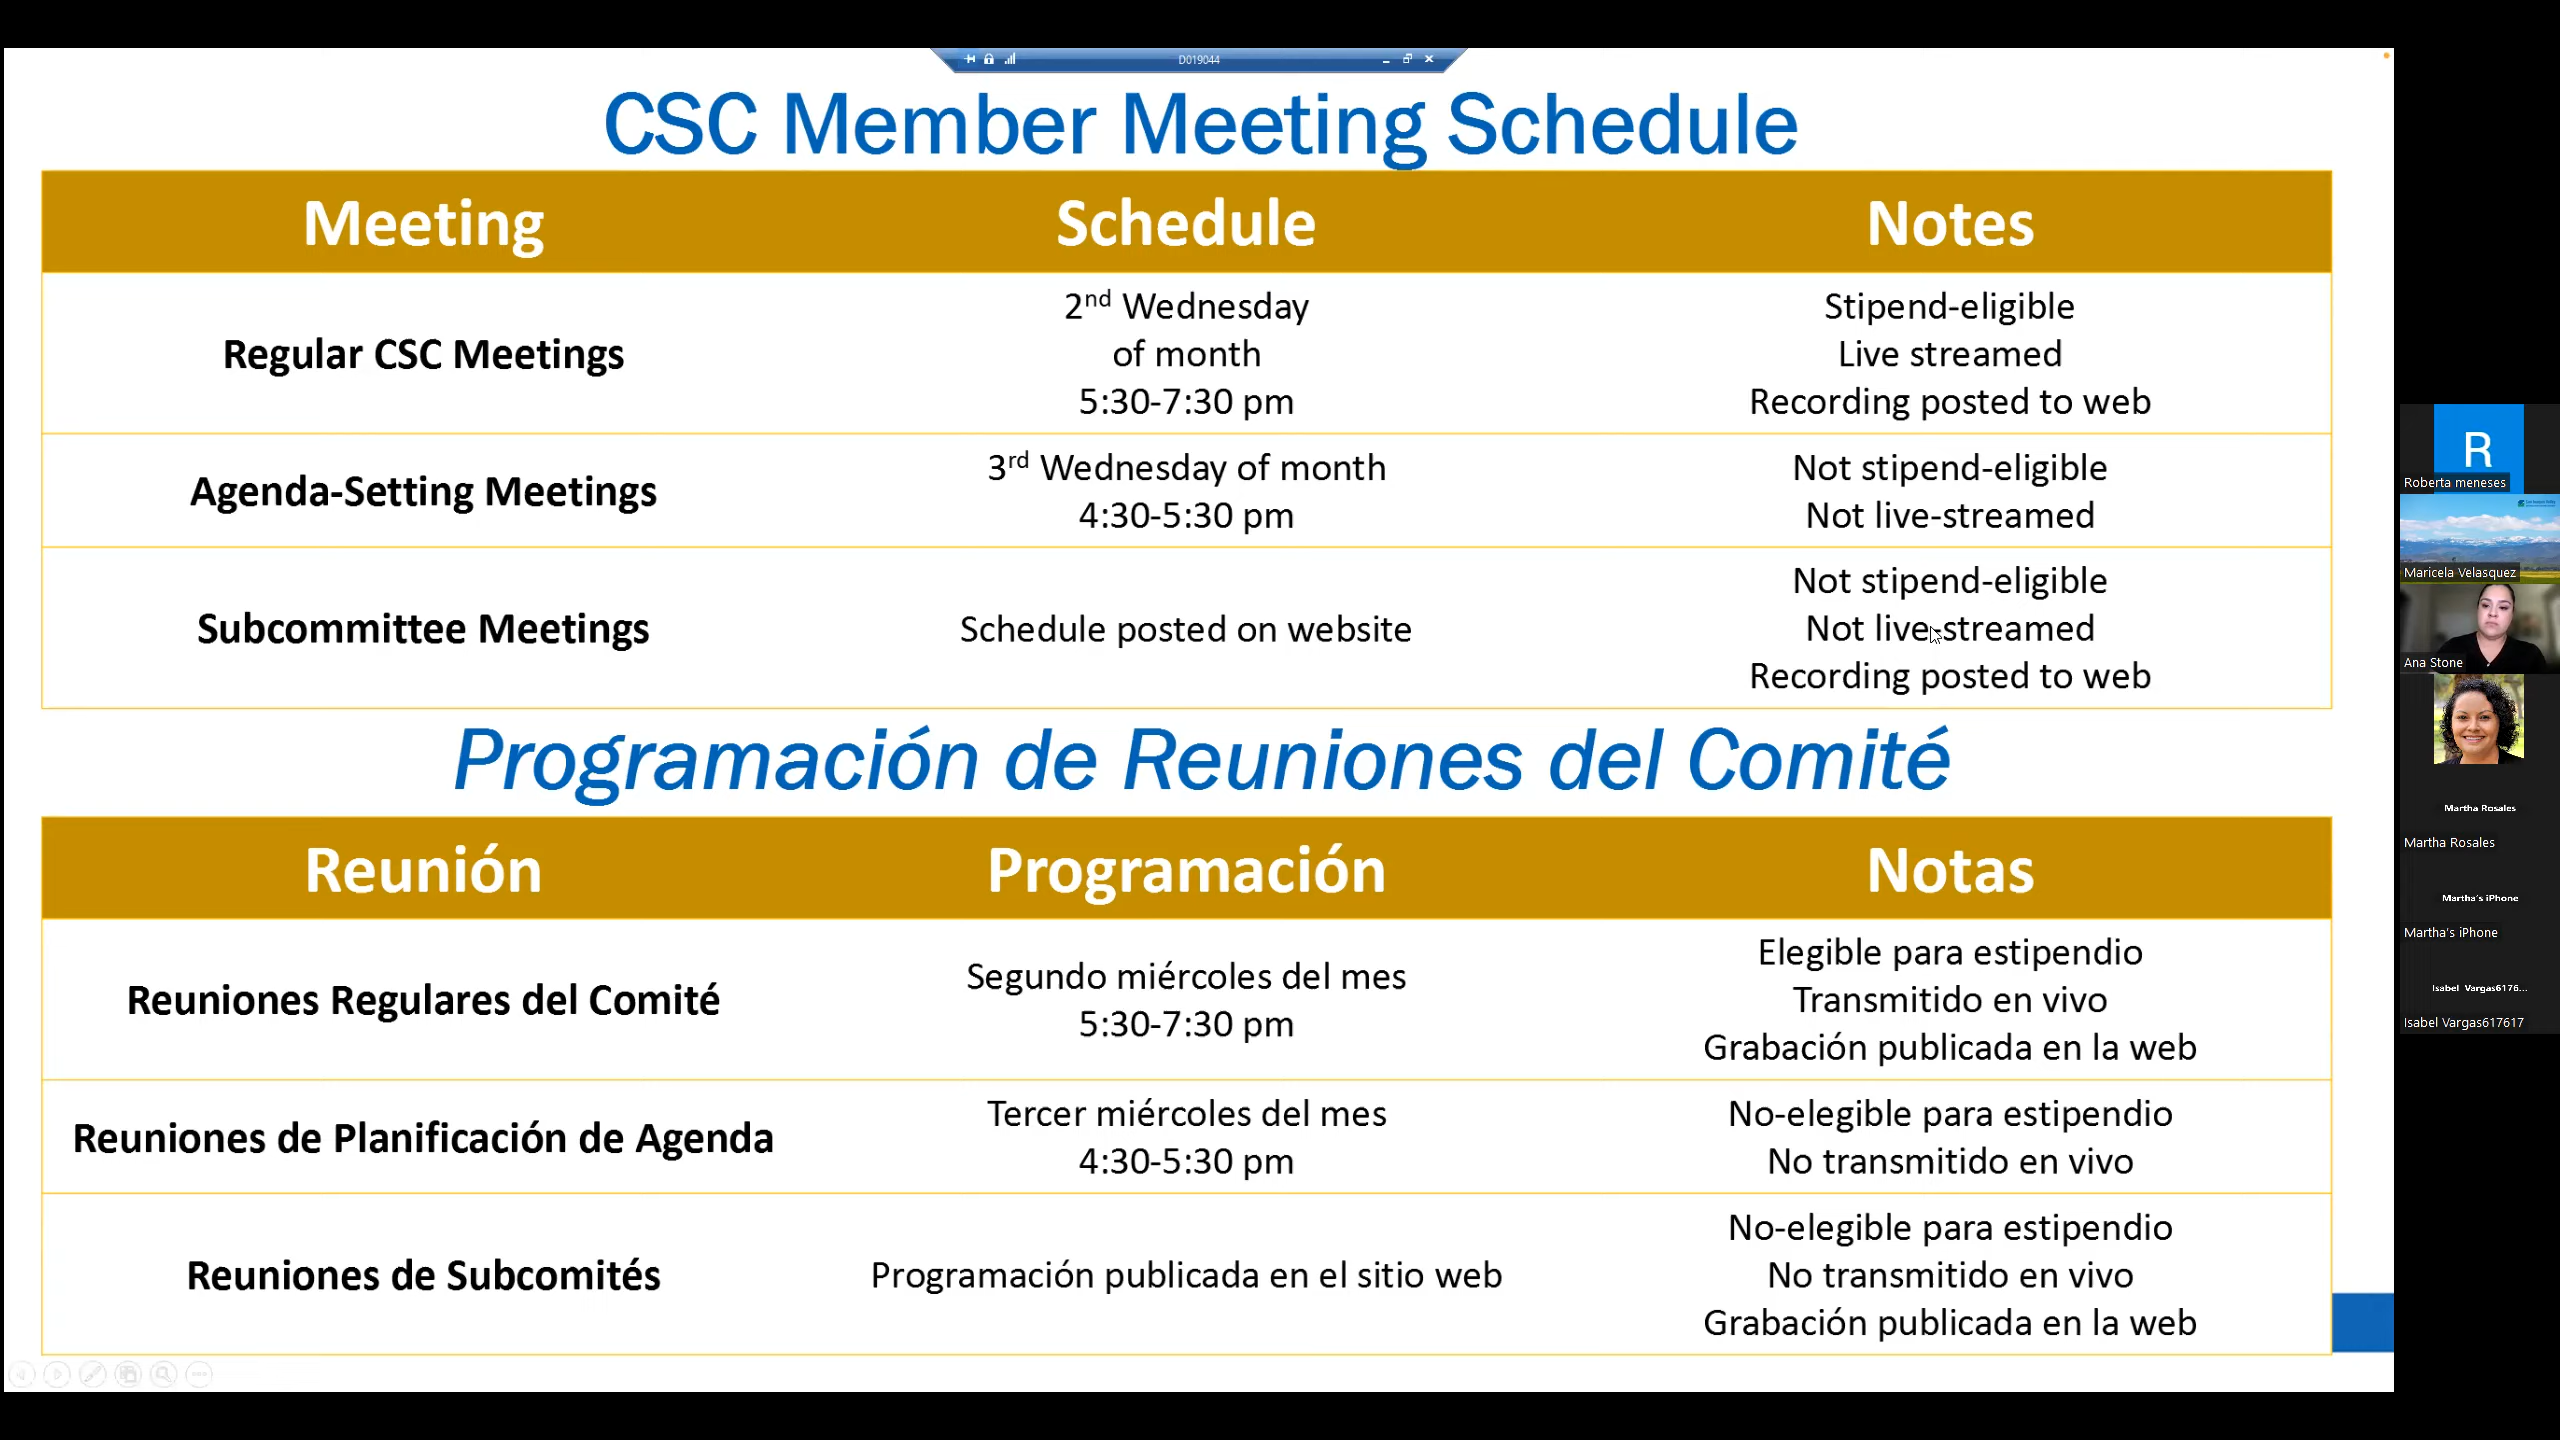 D019044
CSC Member Meeting Schedule
Meeting
Schedule
Notes
Regular CSC Meetings
2nd Wednesday
of month
5:30-7:30 pm
Stipend-eligible
Live streamed
Recording posted to web
Agenda-Setting Meetings
3rd Wednesday of month
4:30-5:30 pm
Not stipend-eligible
Not live-streamed
Subcommittee Meetings
Schedule posted on website
Not stipend-eligible
Not live-streamed
Recording posted to web
Programación de Reuniones del Comité
Reunión
Programación
Notas
Reuniones Regulares del Comité
Segundo miércoles del mes
5:30-7:30 pm
Elegible para estipendio
Transmitido en vivo
Grabación publicada en la web
Reuniones de Planificación de Agenda
Tercer miércoles del mes
4:30-5:30 pm
No-elegible para estipendio
No transmitido en vivo
Reuniones de Subcomités
Programación publicada en el sitio web
No-elegible para estipendio
No transmitido en vivo
Grabación publicada en la web
R
Roberta meneses
Maricela Velasquez
Ana Stone
Martha Rosales
Martha Rosales
Martha's iPhone
Martha's iPhone
Isabel Vargas6176...
Isabel Vargas617617